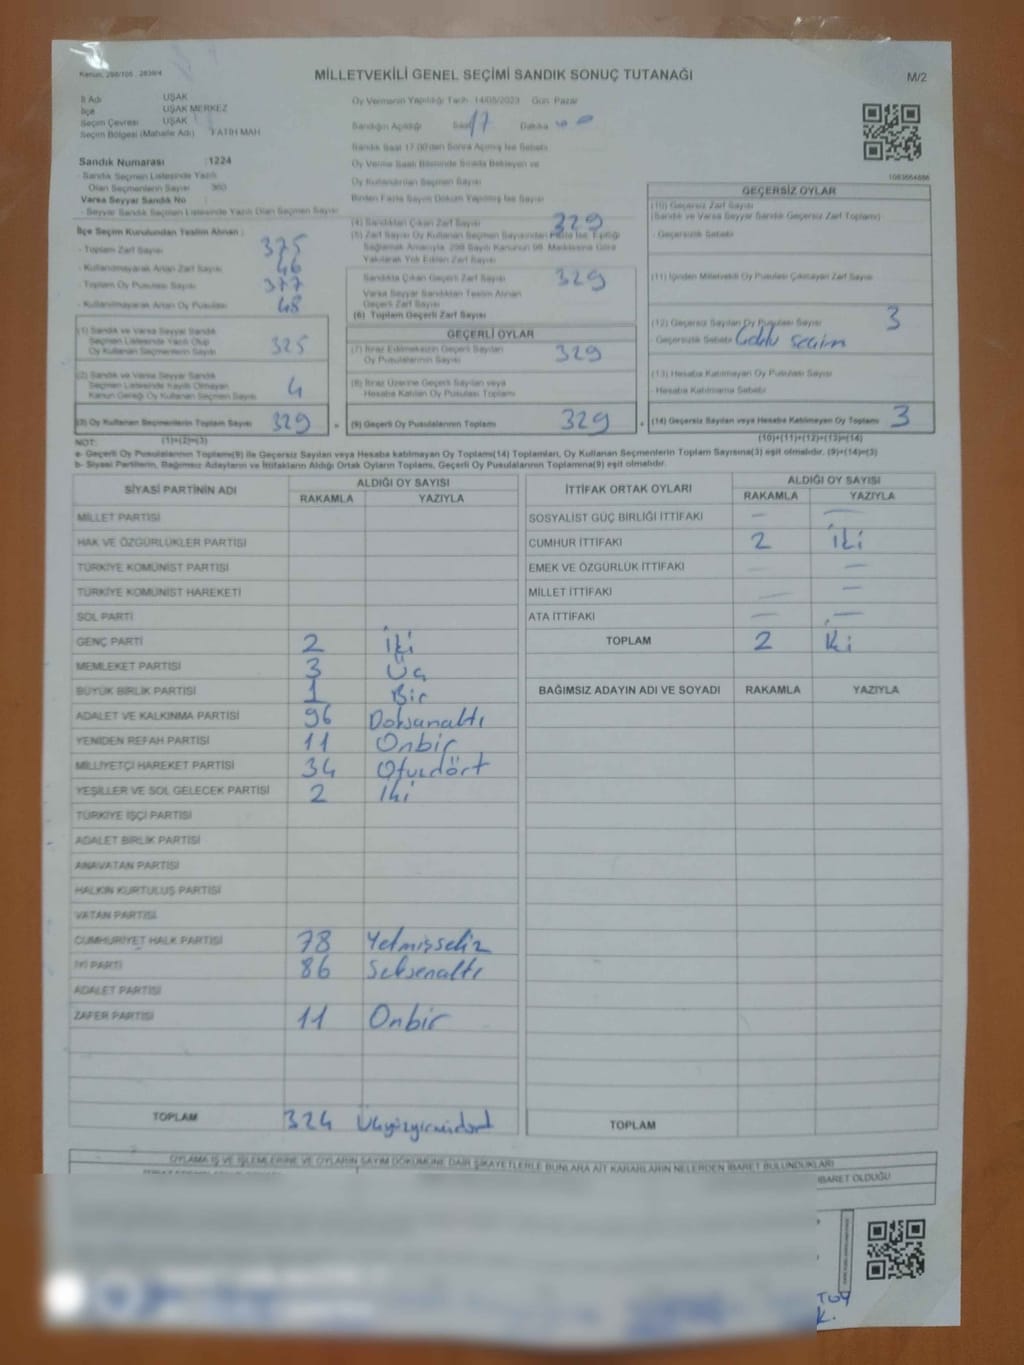 Kanun, 298/105 , 2839/4
MİLLETVEKİLİ GENEL SEÇİMİ SANDIK SONUÇ TUTANAĞI
M/2
İl Adı UŞAK
İlçe UŞAK MERKEZ
Seçim Çevresi UŞAK
Seçim Bölgesi (Mahalle Adı) FATİH MAH
Sandık Numarası :1224
- Sandık Seçmen Listesinde Yazılı
Olan Seçmenlerin Sayısı 360
Varsa Seyyar Sandık No
- Seyyar Sandık Seçmen Listesinde Yazılı Olan Seçmen Sayısı
İlçe Seçim Kurulundan Teslim Alınan :
- Toplam Zarf Sayısı 375
- Kullanılmayarak Artan Zarf Sayısı 46
- Toplam Oy Pusulası Sayısı 377
- Kullanılmayarak Artan Oy Pusulası 48
(1) Sandık ve Varsa Seyyar Sandık
Seçmen Listesinde Yazılı Olup
Oy Kullanan Seçmenlerin Sayısı 325
(2) Sandık ve Varsa Seyyar Sandık
Seçmen Listesinde Kayıtlı Olmayan
Kanun Gereği Oy Kullanan Seçmen Sayısı 4
(3) Oy Kullanan Seçmenlerin Toplam Sayısı 329 =
Oy Vermenin Yapıldığı Tarih 14/05/2023 Gün Pazar
Sandığın Açıldığı Saat 17 Dakika 00
Sandık Saat 17:00'den Sonra Açılmış İse Sebebi
Oy Verme Saati Bitiminde Sırada Bekleyen ve
Oy Kullandırılan Seçmen Sayısı
Birden Fazla Sayım Döküm Yapılmış İse Sayısı
(4) Sandıktan Çıkan Zarf Sayısı 329
(5) Zarf Sayısı Oy Kullanan Seçmen Sayısından Fazla İse, Eşitliği
Sağlamak Amacıyla, 298 Sayılı Kanunun 98. Maddesine Göre
Yakılarak Yok Edilen Zarf Sayısı
Sandıkta Çıkan Geçerli Zarf Sayısı 329
Varsa Seyyar Sandıktan Teslim Alınan
Geçerli Zarf Sayısı
(6) Toplam Geçerli Zarf Sayısı
GEÇERLİ OYLAR
(7) İtiraz Edilmeksizin Geçerli Sayılan
Oy Pusulalarının Sayısı 329
(8) İtiraz Üzerine Geçerli Sayılan veya
Hesaba Katılan Oy Pusulası Toplamı
(9) Geçerli Oy Pusulalarının Toplamı 329 +
1083664886
GEÇERSİZ OYLAR
(10) Geçersiz Zarf Sayısı
(Sandık ve Varsa Seyyar Sandık Geçersiz Zarf Toplamı)
- Geçersizlik Sebebi
(11) İçinden Milletvekili Oy Pusulası Çıkmayan Zarf Sayısı
(12) Geçersiz Sayılan Oy Pusulası Sayısı 3
Geçersizlik Sebebi Çoklu seçim
(13) Hesaba Katılmayan Oy Pusulası Sayısı
- Hesaba Katılmama Sebebi
(14) Geçersiz Sayılan veya Hesaba Katılmayan Oy Toplamı 3
NOT: (1)+(2)=(3)
(10)+(11)+(12)+(13)=(14)
a- Geçerli Oy Pusulalarının Toplamı(9) ile Geçersiz Sayılan veya Hesaba Katılmayan Oy Toplamı(14) Toplamları, Oy Kullanan Seçmenlerin Toplam Sayısına(3) eşit olmalıdır. (9)+(14)=(3)
b- Siyasi Partilerin, Bağımsız Adayların ve İttifakların Aldığı Ortak Oyların Toplamı, Geçerli Oy Pusulalarının Toplamına(9) eşit olmalıdır.
SİYASİ PARTİNİN ADI ALDIĞI OY SAYISI
RAKAMLA YAZIYLA
MİLLET PARTİSİ
HAK VE ÖZGÜRLÜKLER PARTİSİ
TÜRKİYE KOMÜNİST PARTİSİ
TÜRKİYE KOMÜNİST HAREKETİ
SOL PARTİ
GENÇ PARTİ 2 İki
MEMLEKET PARTİSİ 3 Üç
BÜYÜK BİRLİK PARTİSİ 1 Bir
ADALET VE KALKINMA PARTİSİ 96 Doksanaltı
YENİDEN REFAH PARTİSİ 11 Onbir
MİLLİYETÇİ HAREKET PARTİSİ 34 Otuzdört
YEŞİLLER VE SOL GELECEK PARTİSİ 2 İki
TÜRKİYE İŞÇİ PARTİSİ
ADALET BİRLİK PARTİSİ
ANAVATAN PARTİSİ
HALKIN KURTULUŞ PARTİSİ
VATAN PARTİSİ
CUMHURİYET HALK PARTİSİ 78 Yetmişsekiz
İYİ PARTİ 86 Seksenaltı
ADALET PARTİSİ
ZAFER PARTİSİ 11 Onbir
TOPLAM 324 Üçyüzyirmidört
İTTİFAK ORTAK OYLARI ALDIĞI OY SAYISI
RAKAMLA YAZIYLA
SOSYALİST GÜÇ BİRLİĞİ İTTİFAKI — —
CUMHUR İTTİFAKI 2 İki
EMEK VE ÖZGÜRLÜK İTTİFAKI — —
MİLLET İTTİFAKI — —
ATA İTTİFAKI — —
TOPLAM 2 İki
BAĞIMSIZ ADAYIN ADI VE SOYADI RAKAMLA YAZIYLA
TOPLAM
OYLAMA İŞ VE İŞLEMLERİNE VE OYLARIN SAYIM DÖKÜMÜNE DAİR ŞİKAYETLERLE BUNLARA AİT KARARLARIN NELERDEN İBARET BULUNDUKLARI
İBARET OLDUĞU